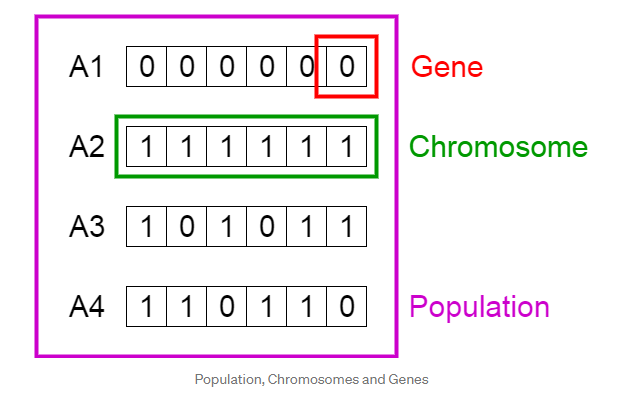 A1 0 0 0 0 0 0 Gene
A2 1 1 1 1 1 1 Chromosome
A3 1 0 1 0 1 1
A4 1 1 0 1 1 0 Population
Population, Chromosomes and Genes